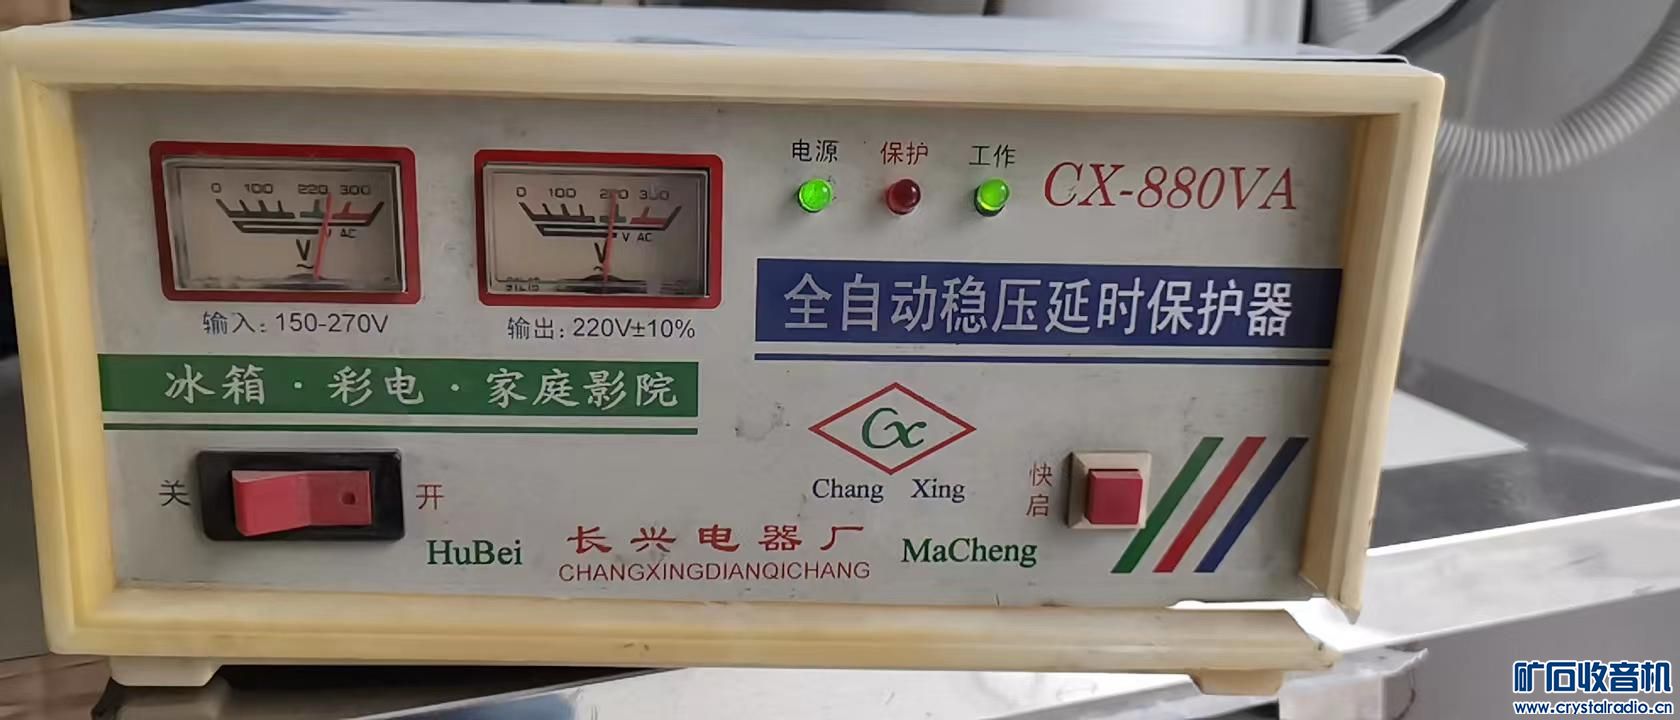 电源 保护 工作
CX-880VA
0 100 220 300
V AC
V
~
0 100 220 300
V AC
V
~
输入: 150-270V
输出: 220V±10%
全自动稳压延时保护器
冰箱·彩电·家庭影院
Cx
Chang Xing
关
开
快启
HuBei
长兴电器厂
MaCheng
CHANGXINGDIANQICHANG
矿石收音机
www.crystalradio.cn